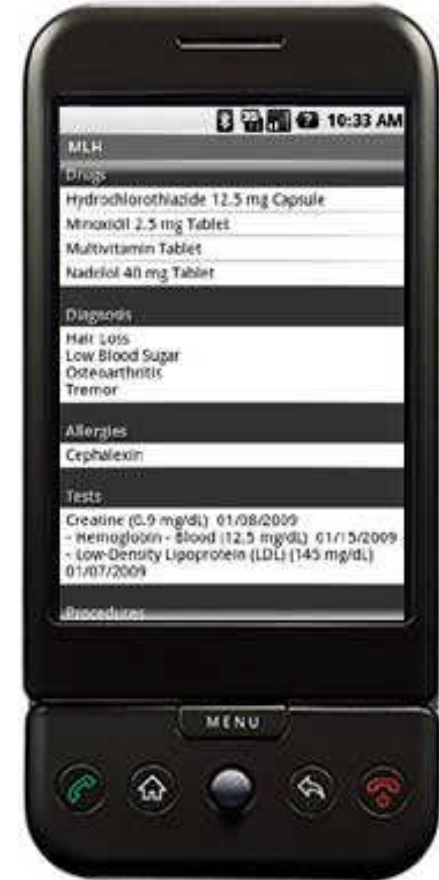 10:33 AM
MLH
Drugs
Hydrochlorothiazide 12.5 mg Capsule
Minoxidil 2.5 mg Tablet
Multivitamin Tablet
Nadolol 40 mg Tablet
Diagnosis
Hair Loss
Low Blood Sugar
Osteoarthritis
Tremor
Allergies
Cephalexin
Tests
Creatine (0.9 mg/dL) 01/08/2009
- Hemoglobin - Blood (12.5 mg/dL) 01/15/2009
- Low-Density Lipoprotein (LDL) (145 mg/dL)
01/07/2009
Procedures
MENU